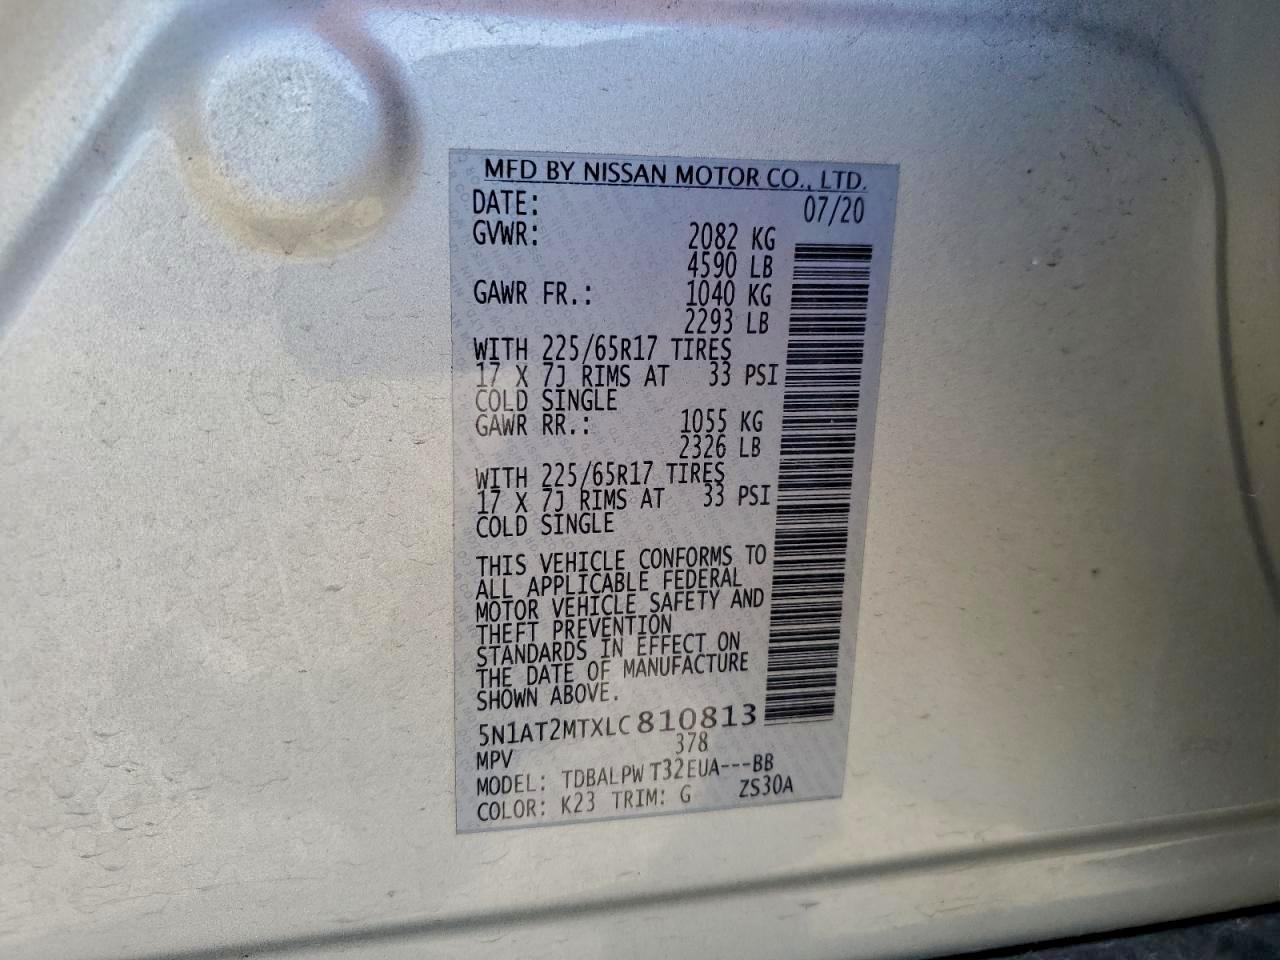 MFD BY NISSAN MOTOR CO., LTD.
DATE: 07/20
GVWR: 2082 KG
4590 LB
GAWR FR.: 1040 KG
2293 LB
WITH 225/65R17 TIRES
17 X 7J RIMS AT 33 PSI
COLD SINGLE
GAWR RR.: 1055 KG
2326 LB
WITH 225/65R17 TIRES
17 X 7J RIMS AT 33 PSI
COLD SINGLE
THIS VEHICLE CONFORMS TO
ALL APPLICABLE FEDERAL
MOTOR VEHICLE SAFETY AND
THEFT PREVENTION
STANDARDS IN EFFECT ON
THE DATE OF MANUFACTURE
SHOWN ABOVE.
5N1AT2MTXLC810813
MPV 378
MODEL: TDBALPW T32EUA---BB
COLOR: K23 TRIM: G ZS30A